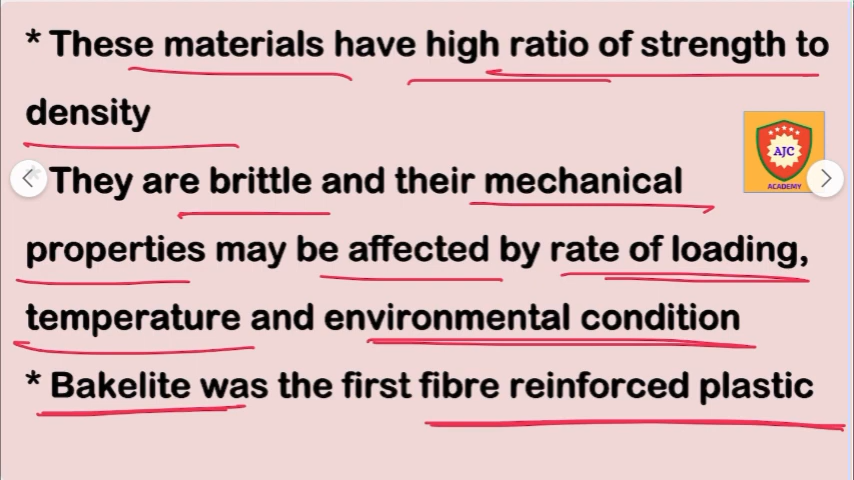 * These materials have high ratio of strength to
density
AJC
ACADEMY
* They are brittle and their mechanical
properties may be affected by rate of loading,
temperature and environmental condition
* Bakelite was the first fibre reinforced plastic